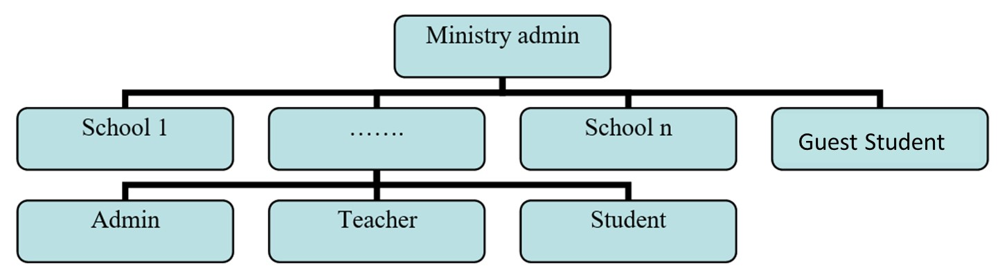 Ministry admin
School 1
.......
School n
Guest Student
Admin
Teacher
Student